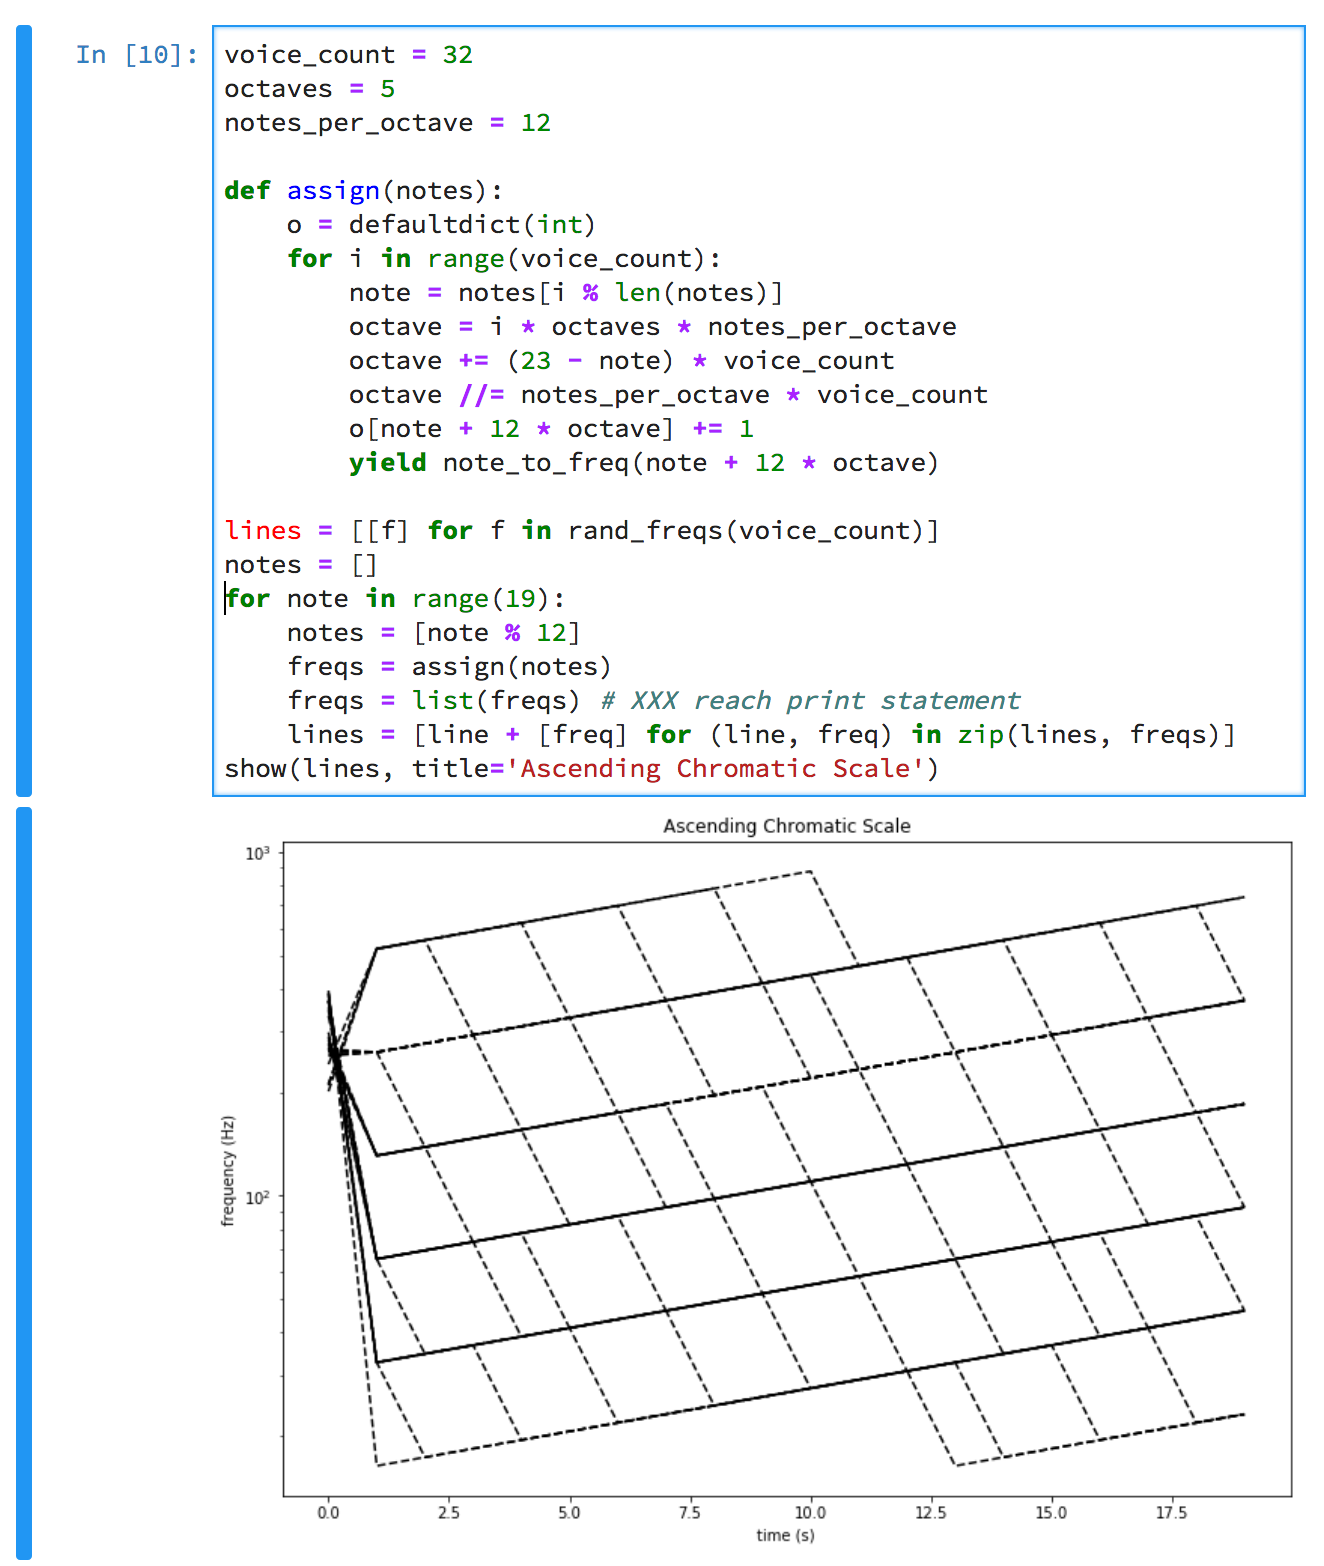 In [10]:
voice_count = 32
octaves = 5
notes_per_octave = 12

def assign(notes):
    o = defaultdict(int)
    for i in range(voice_count):
        note = notes[i % len(notes)]
        octave = i * octaves * notes_per_octave
        octave += (23 - note) * voice_count
        octave //= notes_per_octave * voice_count
        o[note + 12 * octave] += 1
        yield note_to_freq(note + 12 * octave)

lines = [[f] for f in rand_freqs(voice_count)]
notes = []
for note in range(19):
    notes = [note % 12]
    freqs = assign(notes)
    freqs = list(freqs) # XXX reach print statement
    lines = [line + [freq] for (line, freq) in zip(lines, freqs)]
show(lines, title='Ascending Chromatic Scale')
Ascending Chromatic Scale
10³
10²
frequency (Hz)
0.0 2.5 5.0 7.5 10.0 12.5 15.0 17.5
time (s)